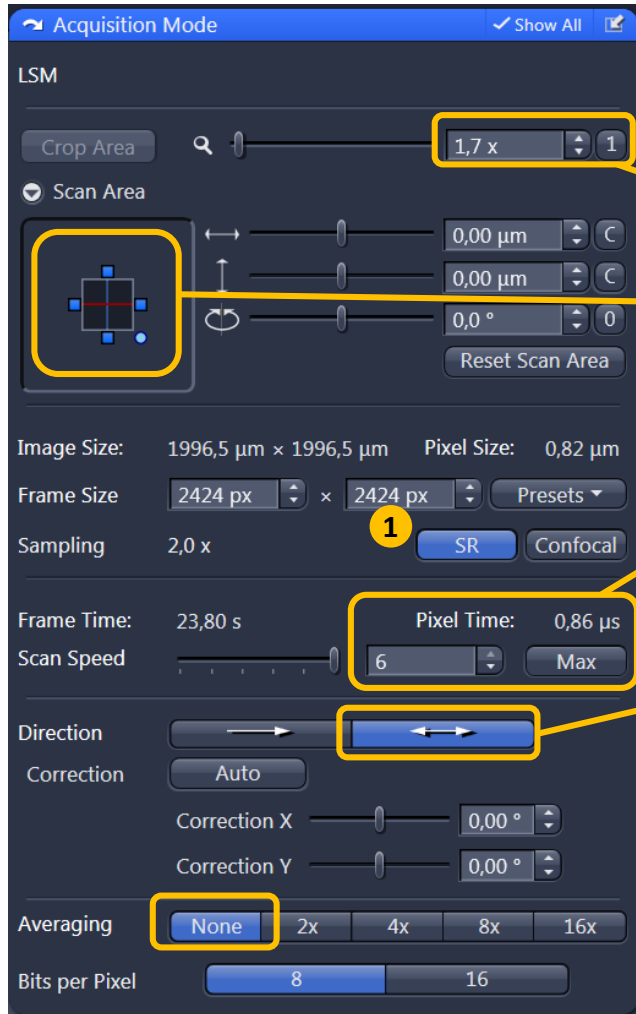 Acquisition Mode Show All
LSM
Crop Area 1,7 x 1
Scan Area
0,00 µm C
0,00 µm C
0,0 ° 0
Reset Scan Area
Image Size: 1996,5 µm × 1996,5 µm Pixel Size: 0,82 µm
Frame Size 2424 px × 2424 px Presets
1
Sampling 2,0 x SR Confocal
Frame Time: 23,80 s Pixel Time: 0,86 µs
Scan Speed 6 Max
Direction
Correction Auto
Correction X 0,00 °
Correction Y 0,00 °
Averaging None 2x 4x 8x 16x
Bits per Pixel 8 16